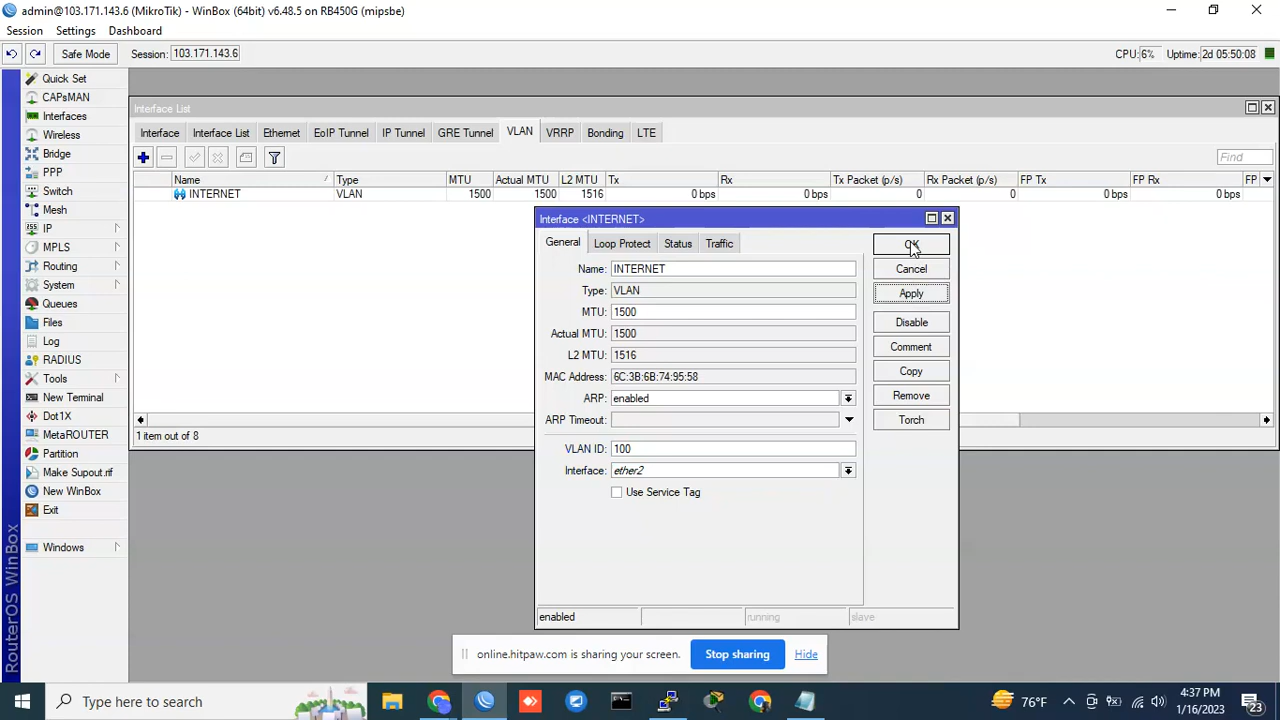 admin@103.171.143.6 (MikroTik) - WinBox (64bit) v6.48.5 on RB450G (mipsbe)
Session Settings Dashboard
Safe Mode Session: 103.171.143.6 CPU: 6% Uptime: 2d 05:50:08
Quick Set
CAPsMAN
Interfaces
Wireless
Bridge
PPP
Switch
Mesh
IP
MPLS
Routing
System
Queues
Files
Log
RADIUS
Tools
New Terminal
Dot1X
MetaROUTER
Partition
Make Supout.rif
New WinBox
Exit
Windows
RouterOS WinBox
Interface List
Interface Interface List Ethernet EoIP Tunnel IP Tunnel GRE Tunnel VLAN VRRP Bonding LTE
Find
Name Type MTU Actual MTU L2 MTU Tx Rx Tx Packet (p/s) Rx Packet (p/s) FP Tx FP Rx FP
INTERNET VLAN 1500 1500 1516 0 bps 0 bps 0 0 0 bps 0 bps
1 item out of 8
Interface <INTERNET>
General Loop Protect Status Traffic
Name: INTERNET
Type: VLAN
MTU: 1500
Actual MTU: 1500
L2 MTU: 1516
MAC Address: 6C:3B:6B:74:95:58
ARP: enabled
ARP Timeout:
VLAN ID: 100
Interface: ether2
Use Service Tag
OK
Cancel
Apply
Disable
Comment
Copy
Remove
Torch
enabled running slave
online.hitpaw.com is sharing your screen. Stop sharing Hide
Type here to search
76°F
4:37 PM
1/16/2023
23